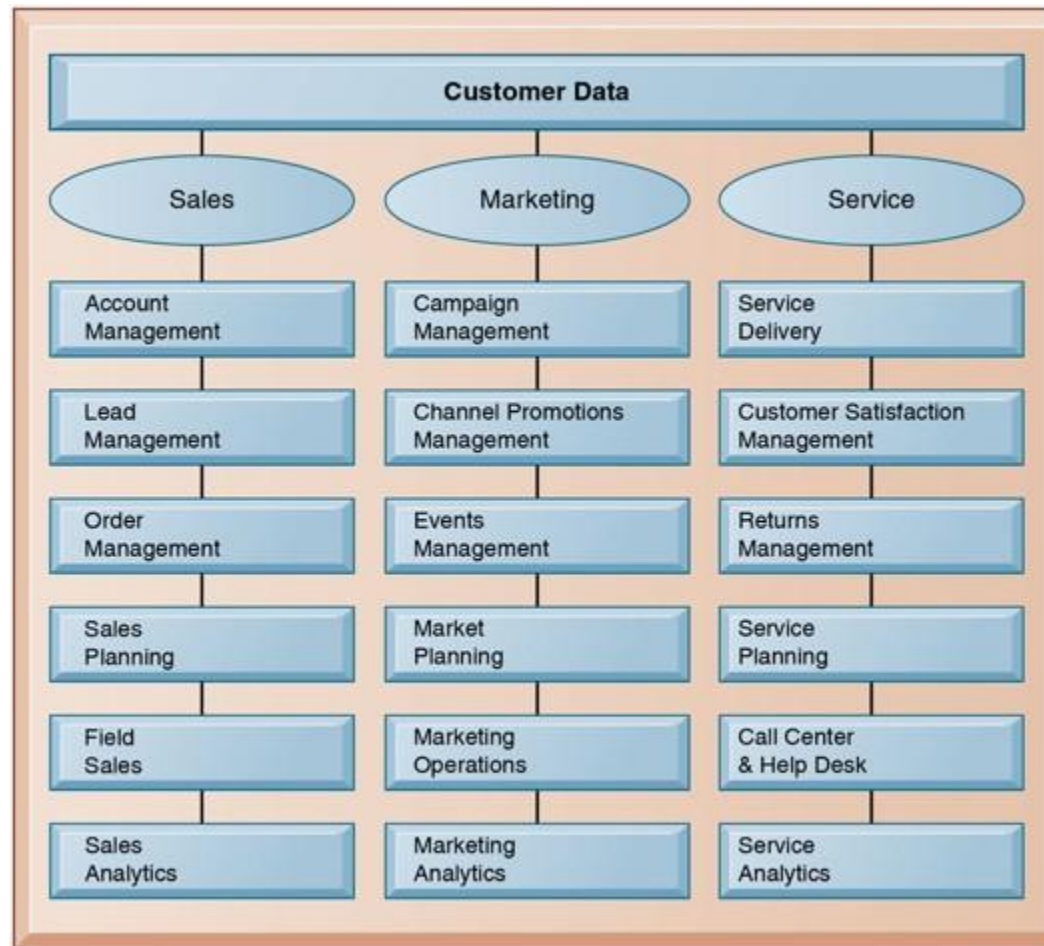 Customer Data
Sales
Marketing
Service
Account
Management
Campaign
Management
Service
Delivery
Lead
Management
Channel Promotions
Management
Customer Satisfaction
Management
Order
Management
Events
Management
Returns
Management
Sales
Planning
Market
Planning
Service
Planning
Field
Sales
Marketing
Operations
Call Center
& Help Desk
Sales
Analytics
Marketing
Analytics
Service
Analytics